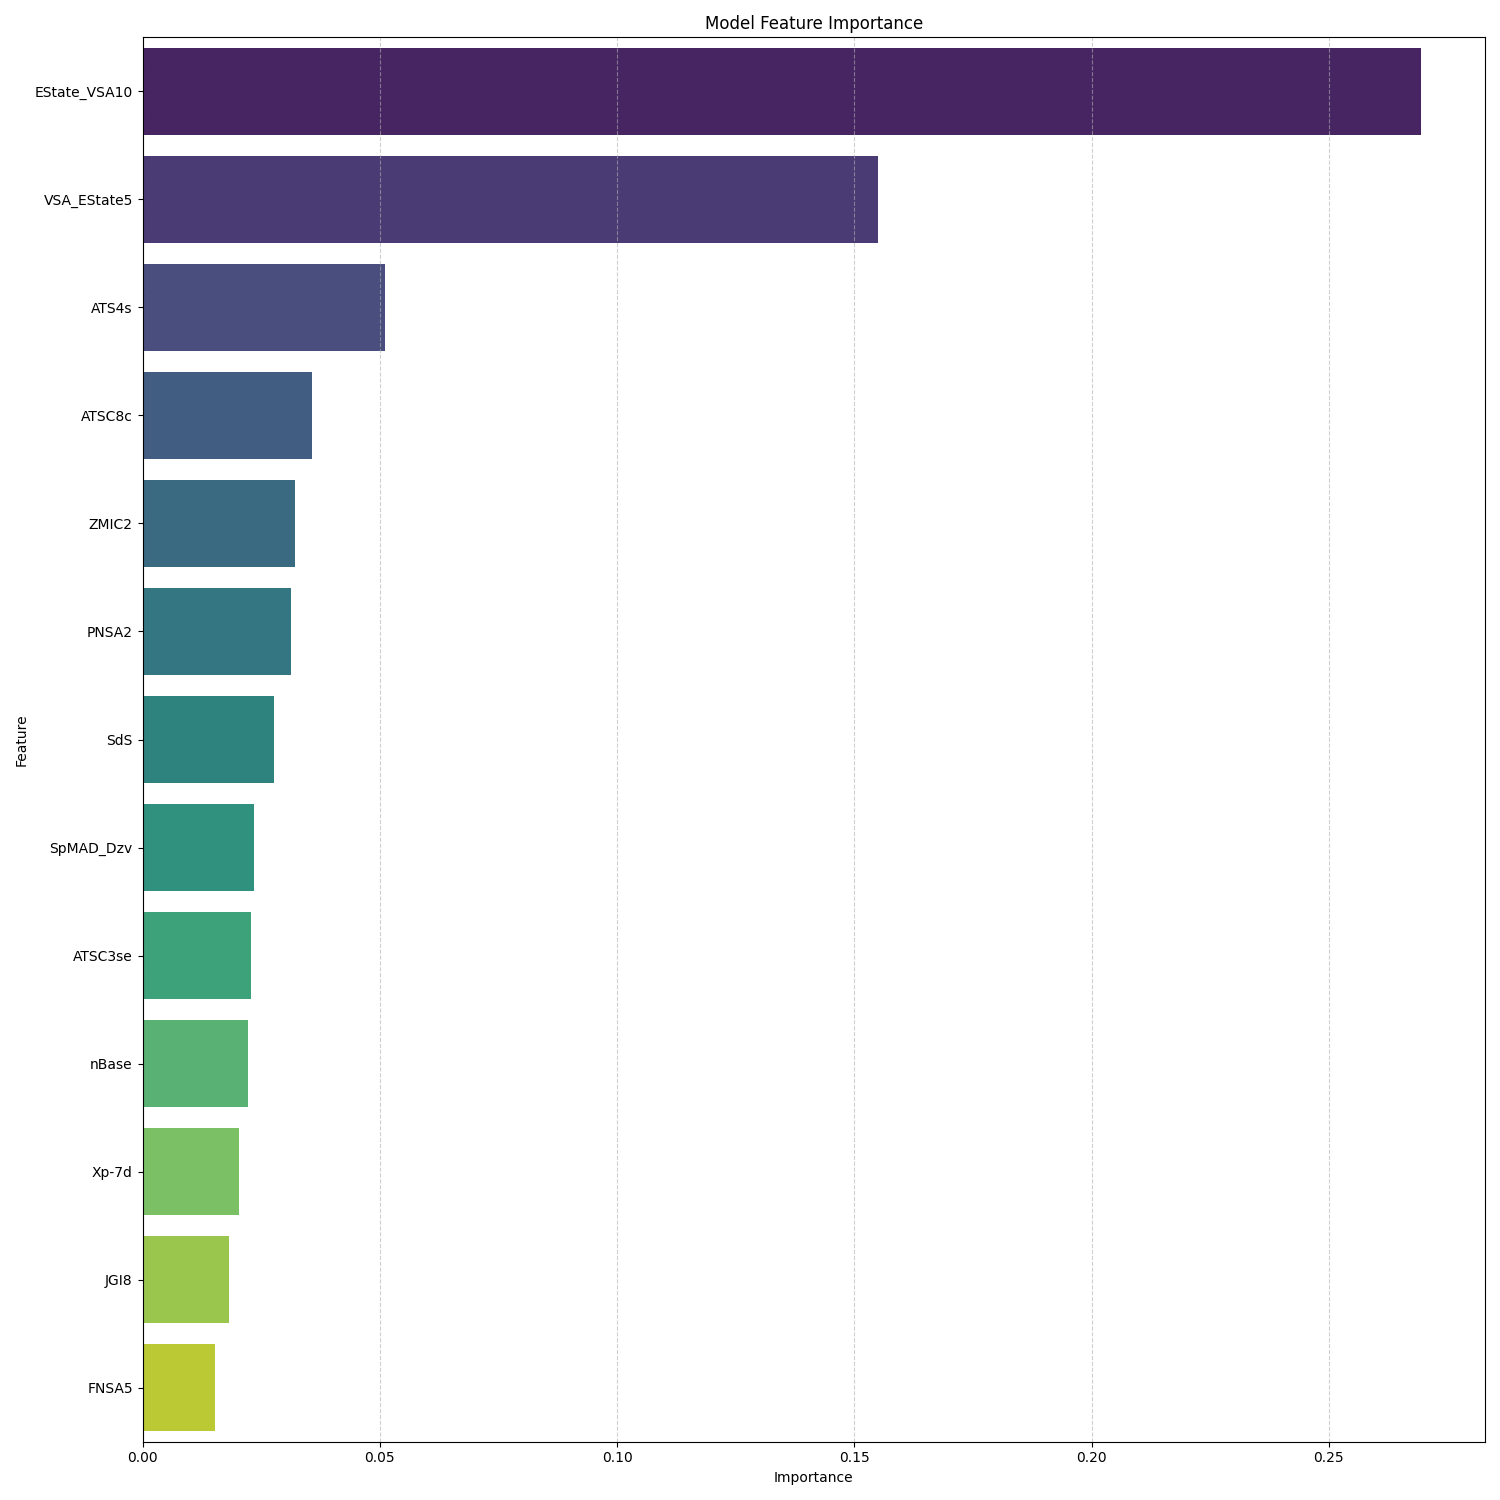 Model Feature Importance
EState_VSA10
VSA_EState5
ATS4s
ATSC8c
ZMIC2
PNSA2
SdS
SpMAD_Dzv
ATSC3se
nBase
Xp-7d
JGI8
FNSA5
Feature
0.00 0.05 0.10 0.15 0.20 0.25
Importance